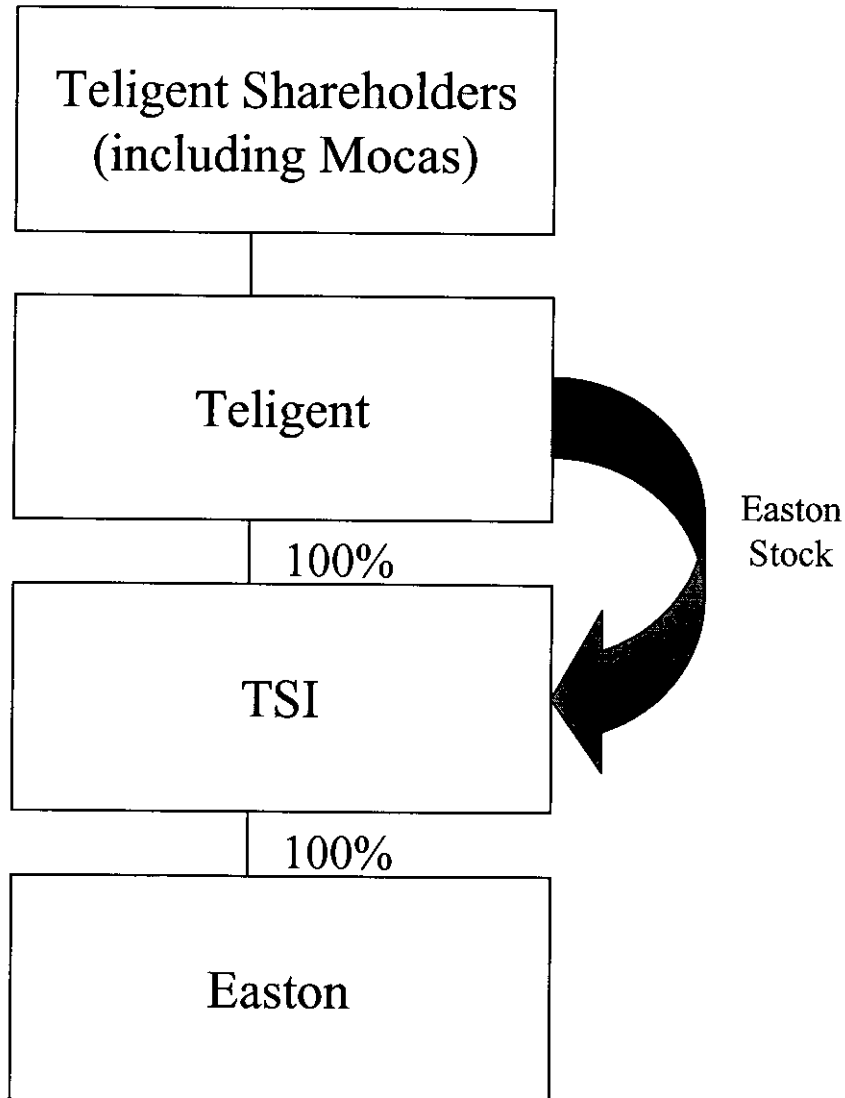 Teligent Shareholders
(including Mocas)
Teligent
Easton
Stock
100%
TSI
100%
Easton